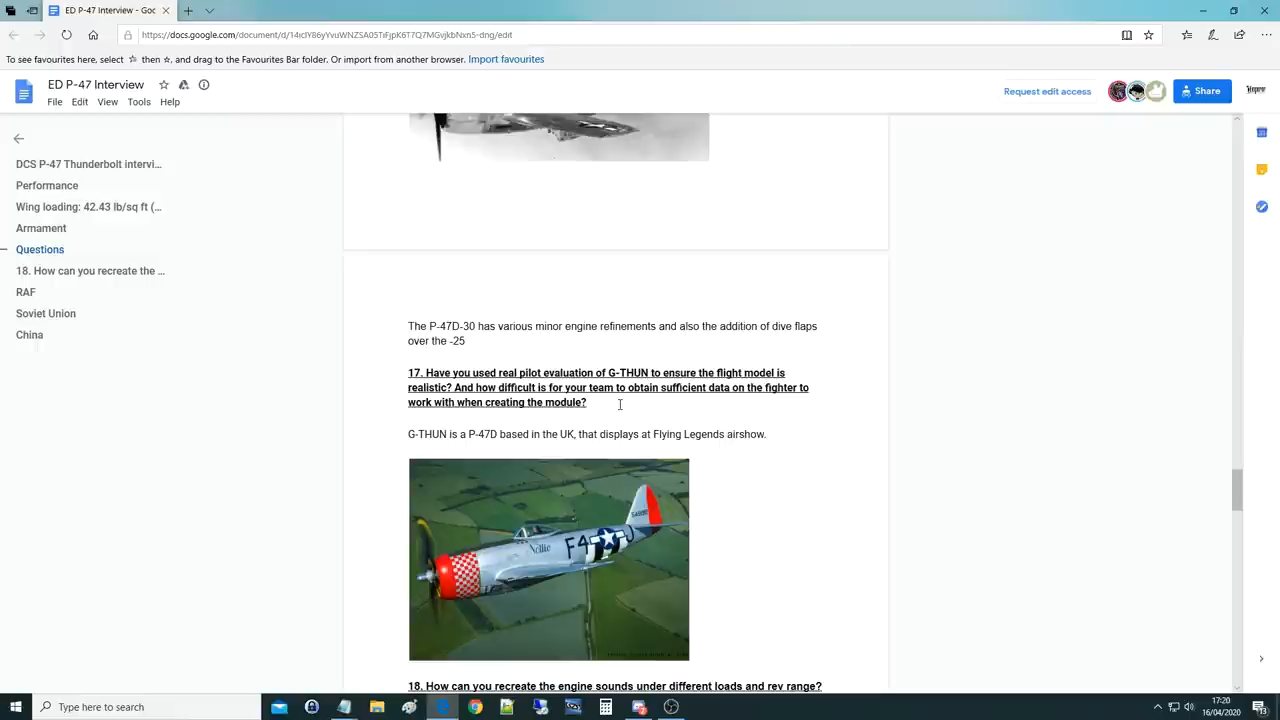 ED P-47 Interview - Goo
https://docs.google.com/document/d/14rcIY86yYvuWNZSA05TrFjpK6T7Q7MGvjkbNxn5-dng/edit
To see favourites here, select then, and drag to the Favourites Bar folder. Or import from another browser. Import favourites
ED P-47 Interview
File Edit View Tools Help
Request edit access
Share
DCS P-47 Thunderbolt intervi...
Performance
Wing loading: 42.43 lb/sq ft (...
Armament
Questions
18. How can you recreate the ...
RAF
Soviet Union
China
The P-47D-30 has various minor engine refinements and also the addition of dive flaps
over the -25
17. Have you used real pilot evaluation of G-THUN to ensure the flight model is
realistic? And how difficult is for your team to obtain sufficient data on the fighter to
work with when creating the module?
G-THUN is a P-47D based in the UK, that displays at Flying Legends airshow.
Nellie
F4 J
18. How can you recreate the engine sounds under different loads and rev range?
Type here to search
17:20
16/04/2020
13